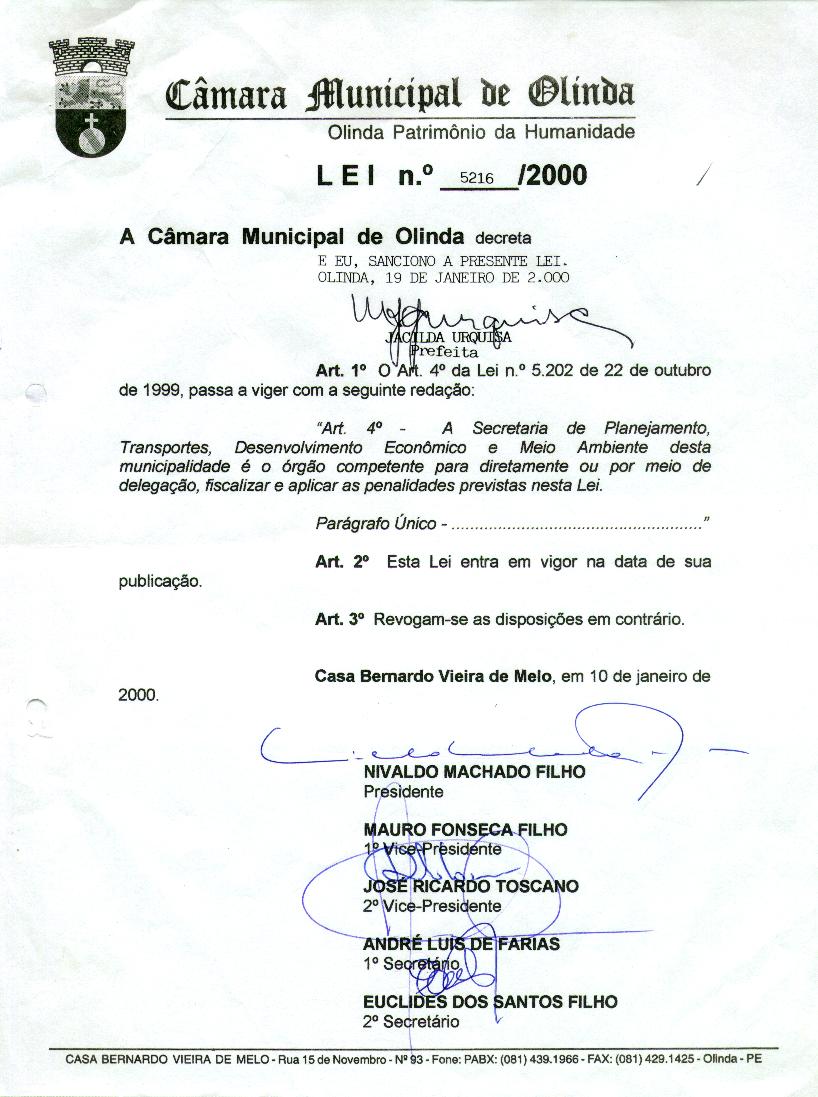 Câmara Municipal de Olinda
Olinda Patrimônio da Humanidade
LEI n.º 5216 /2000
A Câmara Municipal de Olinda decreta
E EU, SANCIONO A PRESENTE LEI.
OLINDA, 19 DE JANEIRO DE 2.000
JACILDA URQUISA
Prefeita
Art. 1º O Art. 4º da Lei n.º 5.202 de 22 de outubro
de 1999, passa a viger com a seguinte redação:
"Art. 4º - A Secretaria de Planejamento,
Transportes, Desenvolvimento Econômico e Meio Ambiente desta
municipalidade é o órgão competente para diretamente ou por meio de
delegação, fiscalizar e aplicar as penalidades previstas nesta Lei.
Parágrafo Único - ......................................................"
Art. 2º Esta Lei entra em vigor na data de sua
publicação.
Art. 3º Revogam-se as disposições em contrário.
Casa Bernardo Vieira de Melo, em 10 de janeiro de
2000.
NIVALDO MACHADO FILHO
Presidente
MAURO FONSECA FILHO
1º Vice-Presidente
JOSÉ RICARDO TOSCANO
2º Vice-Presidente
ANDRÉ LUIS DE FARIAS
1º Secretário
EUCLIDES DOS SANTOS FILHO
2º Secretário
CASA BERNARDO VIEIRA DE MELO - Rua 15 de Novembro - Nº 93 - Fone: PABX: (081) 439.1966 - FAX: (081) 429.1425 - Olinda - PE